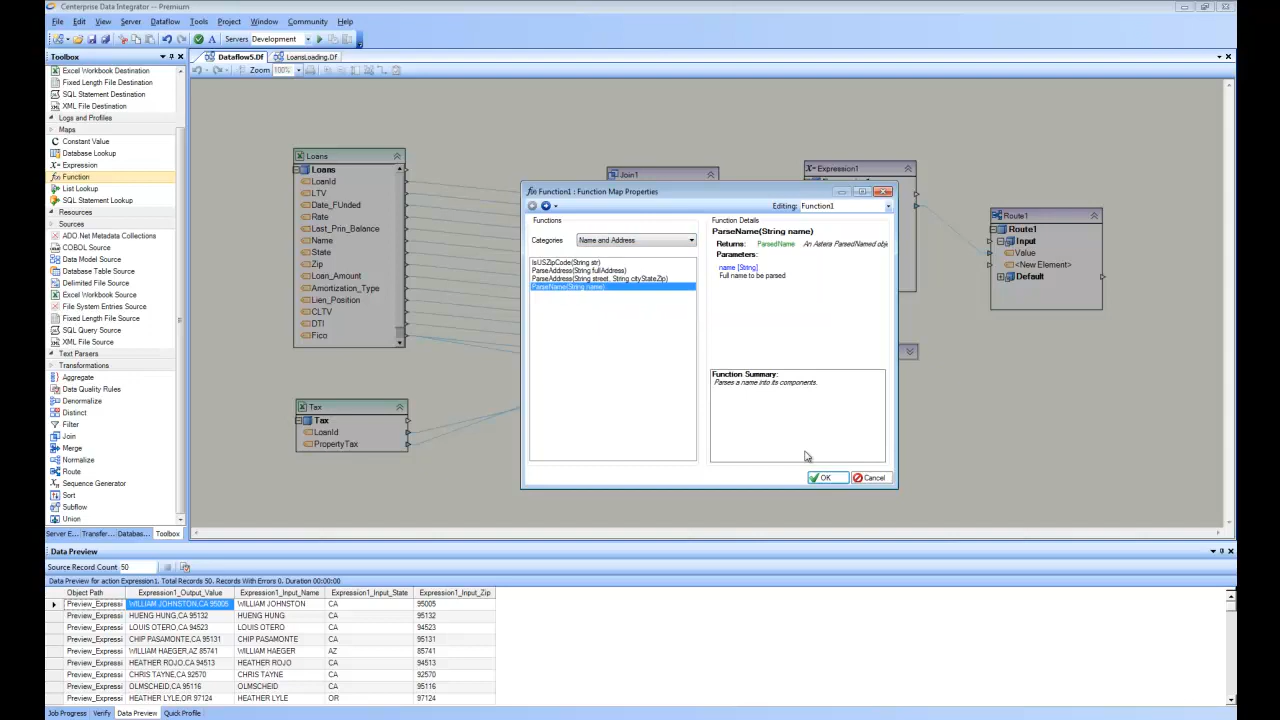 Centerprise Data Integrator -- Premium
File Edit View Server Dataflow Tools Project Window Community Help
Servers Development
Toolbox
Dataflow5.Df LoansLoading.Df
Zoom 100%
Excel Workbook Destination
Fixed Length File Destination
SQL Statement Destination
XML File Destination
Logs and Profiles
Maps
Constant Value
Database Lookup
Expression
Function
List Lookup
SQL Statement Lookup
Resources
Sources
ADO.Net Metadata Collections
COBOL Source
Data Model Source
Database Table Source
Delimited File Source
Excel Workbook Source
File System Entries Source
Fixed Length File Source
SQL Query Source
XML File Source
Text Parsers
Transformations
Aggregate
Data Quality Rules
Denormalize
Distinct
Filter
Join
Merge
Normalize
Route
Sequence Generator
Sort
Subflow
Union
Server E... Transfer... Databas... Toolbox
Loans
Loans
LoanId
LTV
Date_FUnded
Rate
Last_Prin_Balance
Name
State
Zip
Loan_Amount
Amortization_Type
Lien_Position
CLTV
DTI
Fico
Tax
Tax
LoanId
PropertyTax
Join1
Expression1
Function1 : Function Map Properties
Editing: Function1
Functions
Categories Name and Address
IsUSZipCode(String str)
ParseAddress(String fullAddress)
ParseAddress(String street, String cityStateZip)
ParseName(String name)
Function Details
ParseName(String name)
Returns: ParsedName An Astera ParsedName obj
Parameters:
name [String]
Full name to be parsed
Function Summary:
Parses a name into its components.
OK Cancel
Route1
Route1
Input
Value
<New Element>
Default
Data Preview
Source Record Count 50
Data Preview for action Expression1. Total Records 50. Records With Errors 0. Duration 00:00:00
Object Path Expression1_Output_Value Expression1_Input_Name Expression1_Input_State Expression1_Input_Zip
Preview_Expressi WILLIAM JOHNSTON,CA 95005 WILLIAM JOHNSTON CA 95005
Preview_Expressi HUENG HUNG,CA 95132 HUENG HUNG CA 95132
Preview_Expressi LOUIS OTERO,CA 94523 LOUIS OTERO CA 94523
Preview_Expressi CHIP PASAMONTE,CA 95131 CHIP PASAMONTE CA 95131
Preview_Expressi WILLIAM HAEGER,AZ 85741 WILLIAM HAEGER AZ 85741
Preview_Expressi HEATHER ROJO,CA 94513 HEATHER ROJO CA 94513
Preview_Expressi CHRIS TAYNE,CA 92570 CHRIS TAYNE CA 92570
Preview_Expressi OLMSCHEID,CA 95116 OLMSCHEID CA 95116
Preview_Expressi HEATHER LYLE,OR 97124 HEATHER LYLE OR 97124
Job Progress Verify Data Preview Quick Profile